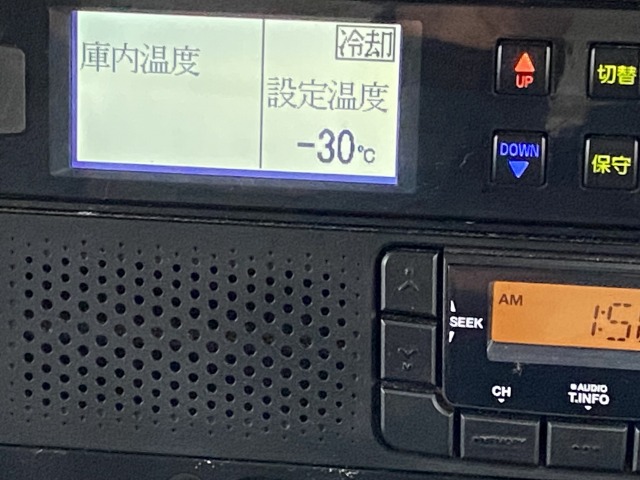 庫内温度
冷却
設定温度
-30℃
UP
切替
DOWN
保守
AM
SEEK
CH
AUDIO
T.INFO